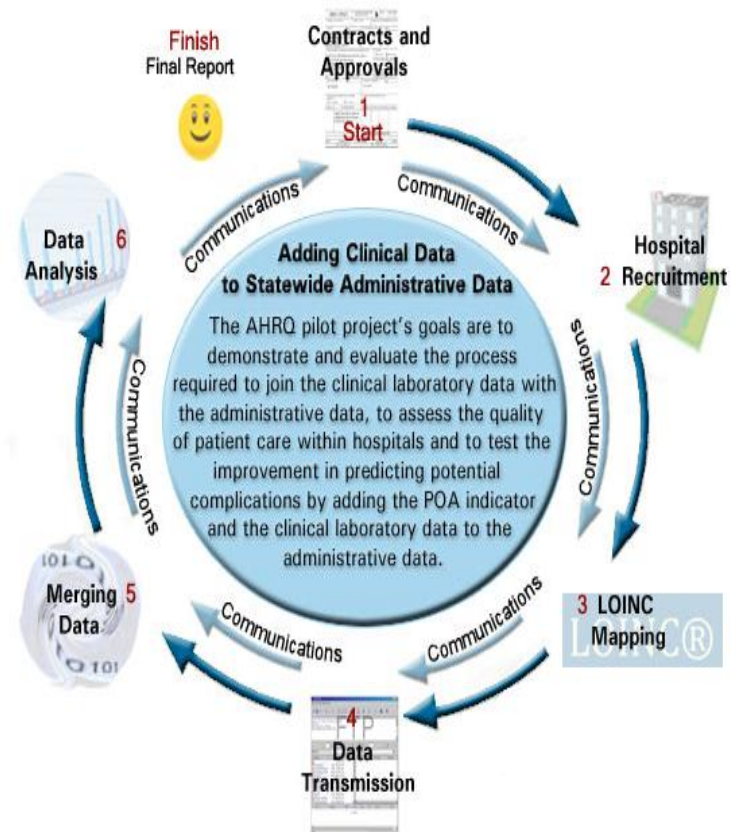 Finish
Final Report
Contracts and
Approvals
1
Start
Communications
Communications
Hospital
2 Recruitment
Communications
3 LOINC
Mapping
LOINC®
Communications
4
FTP
Data
Transmission
Communications
Merging 5
Data
101
101
Communications
Data 6
Analysis
Adding Clinical Data
to Statewide Administrative Data
The AHRQ pilot project's goals are to
demonstrate and evaluate the process
required to join the clinical laboratory data with
the administrative data, to assess the quality
of patient care within hospitals and to test the
improvement in predicting potential
complications by adding the POA indicator
and the clinical laboratory data to the
administrative data.